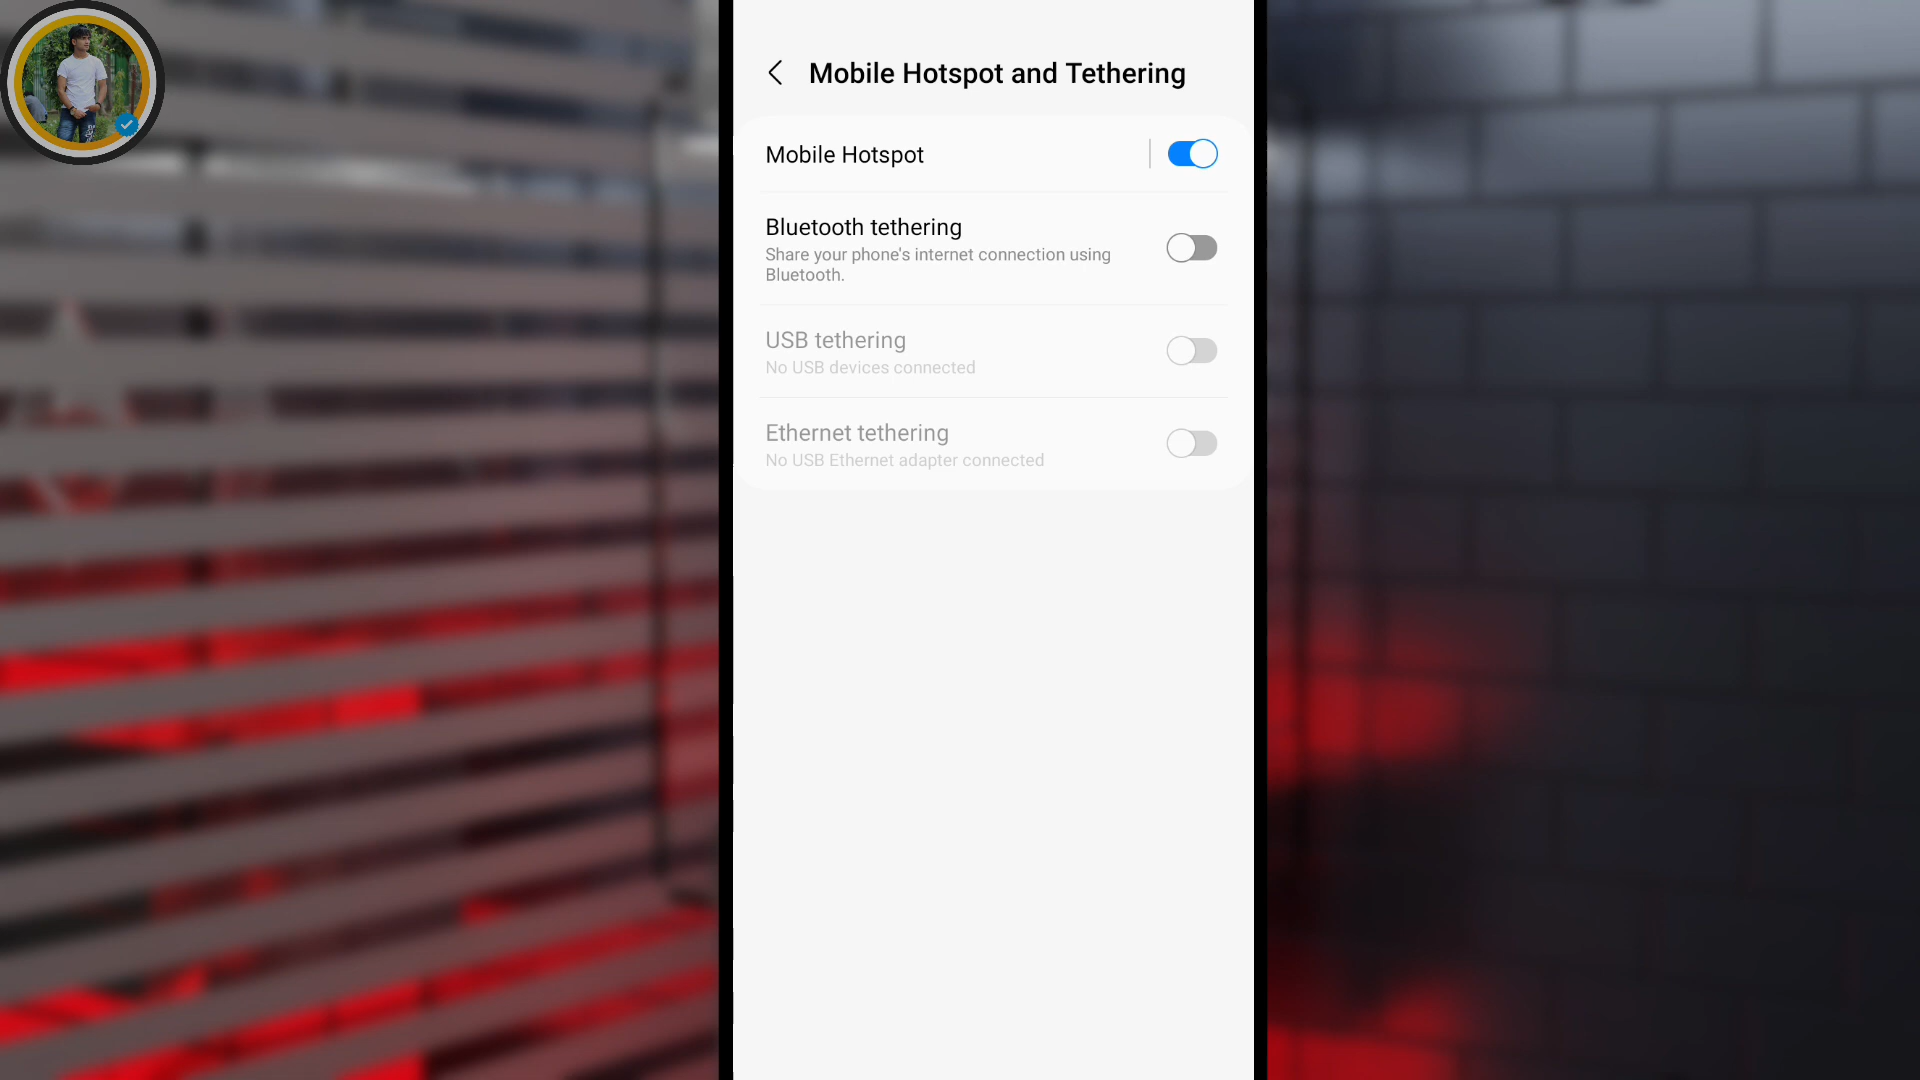 Mobile Hotspot and Tethering
Mobile Hotspot
Bluetooth tethering
Share your phone's internet connection using
Bluetooth.
USB tethering
No USB devices connected
Ethernet tethering
No USB Ethernet adapter connected